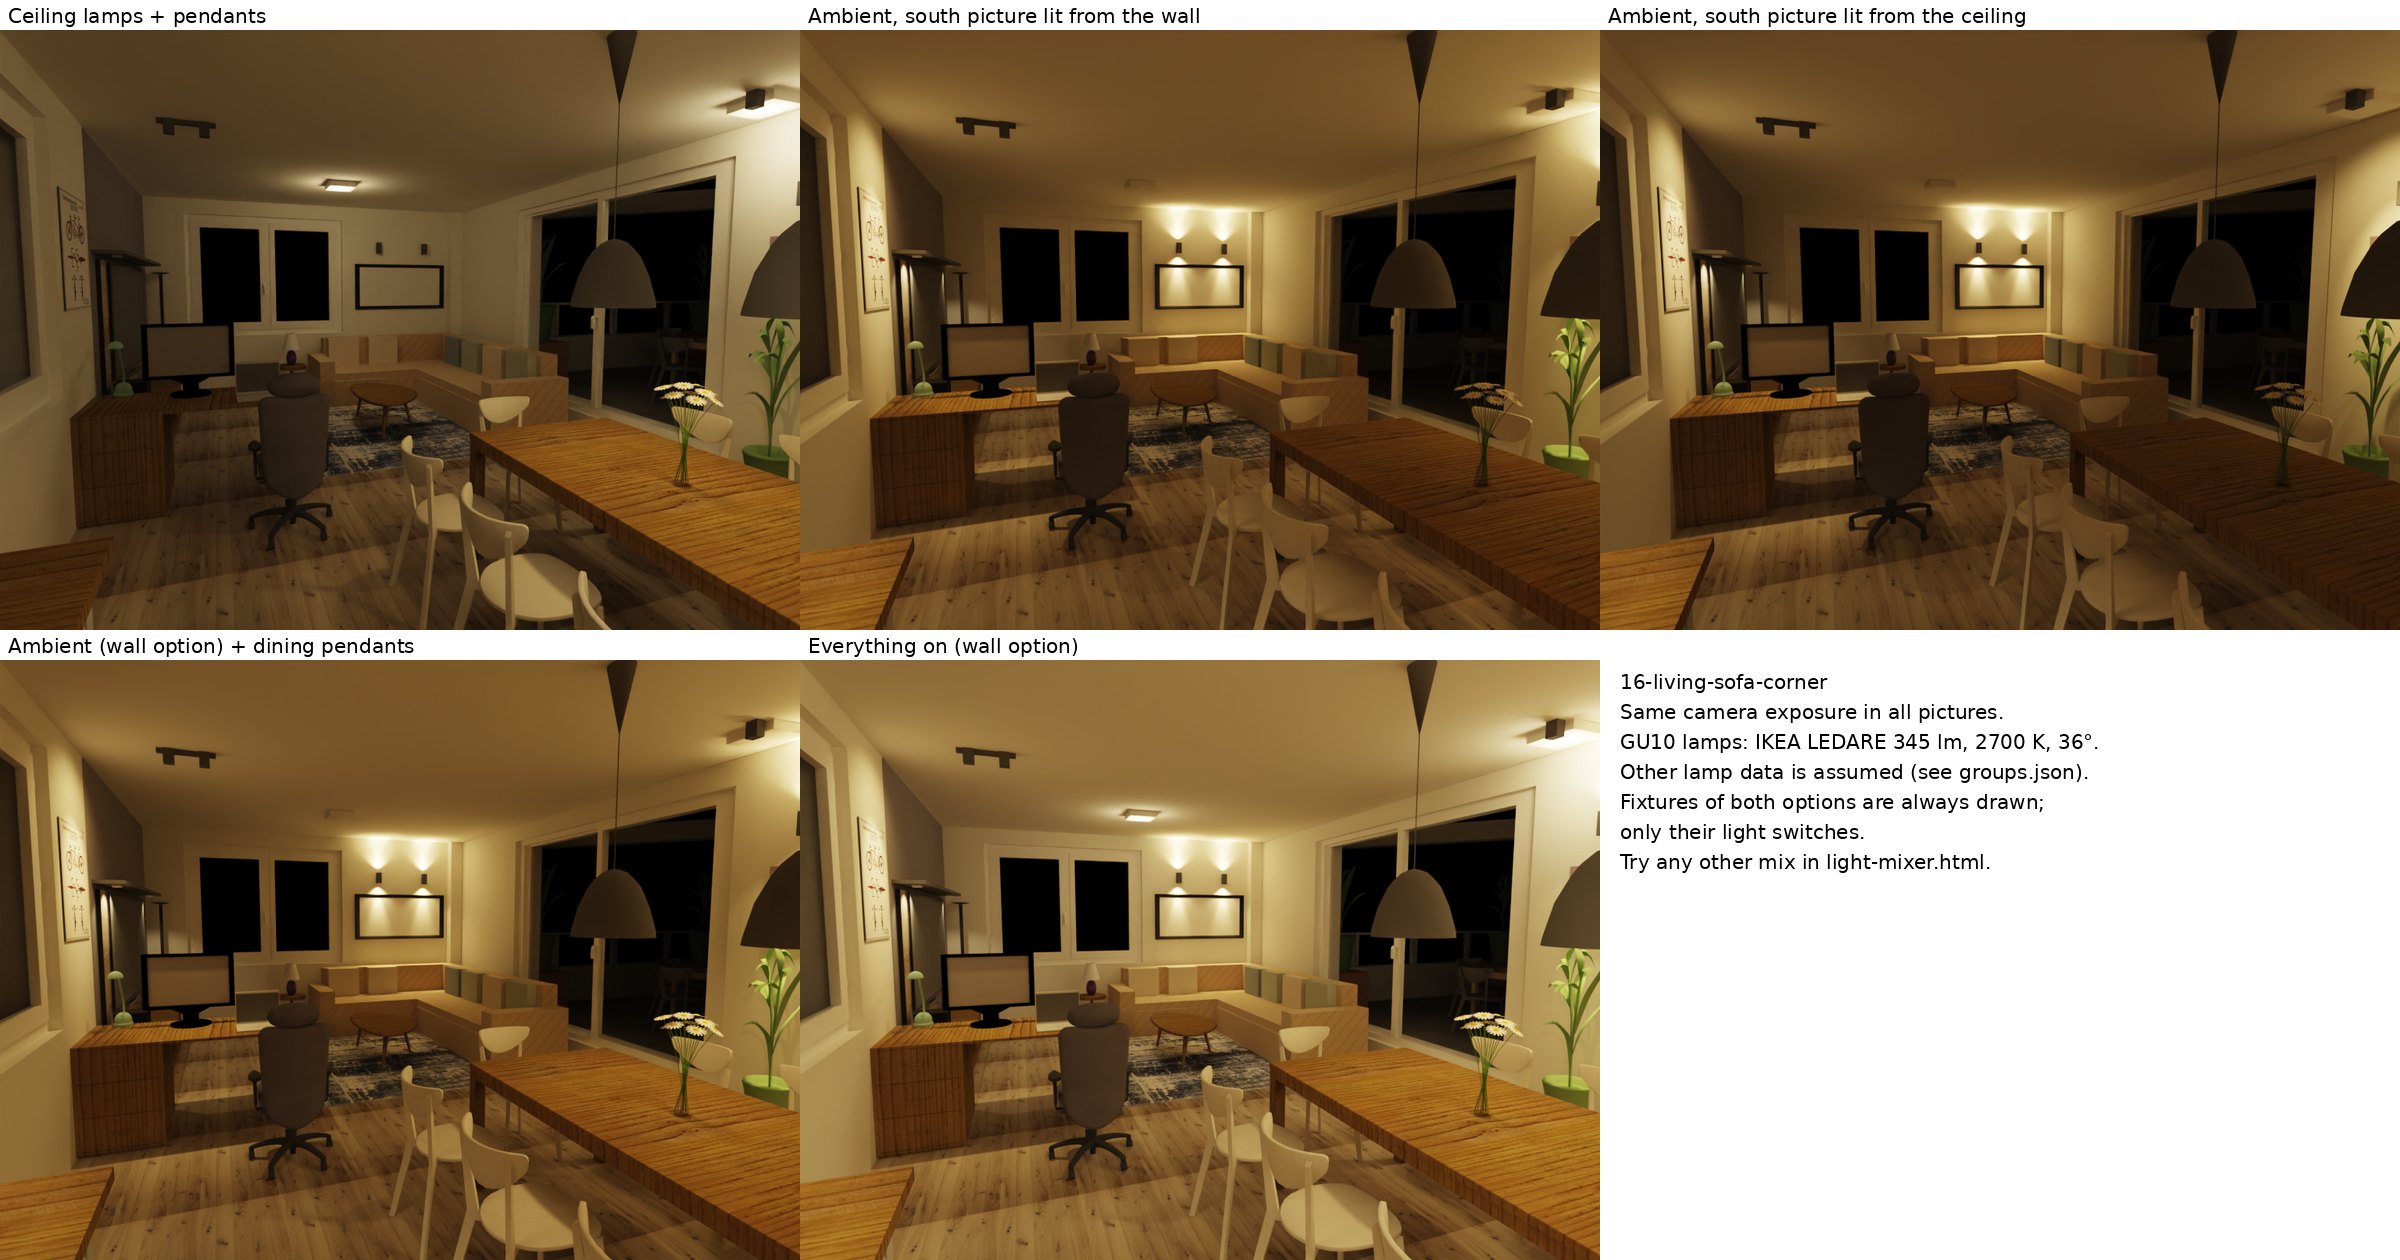 Ceiling lamps + pendants
Ambient, south picture lit from the wall
Ambient, south picture lit from the ceiling
Ambient (wall option) + dining pendants
Everything on (wall option)
16-living-sofa-corner
Same camera exposure in all pictures.
GU10 lamps: IKEA LEDARE 345 lm, 2700 K, 36°.
Other lamp data is assumed (see groups.json).
Fixtures of both options are always drawn;
only their light switches.
Try any other mix in light-mixer.html.